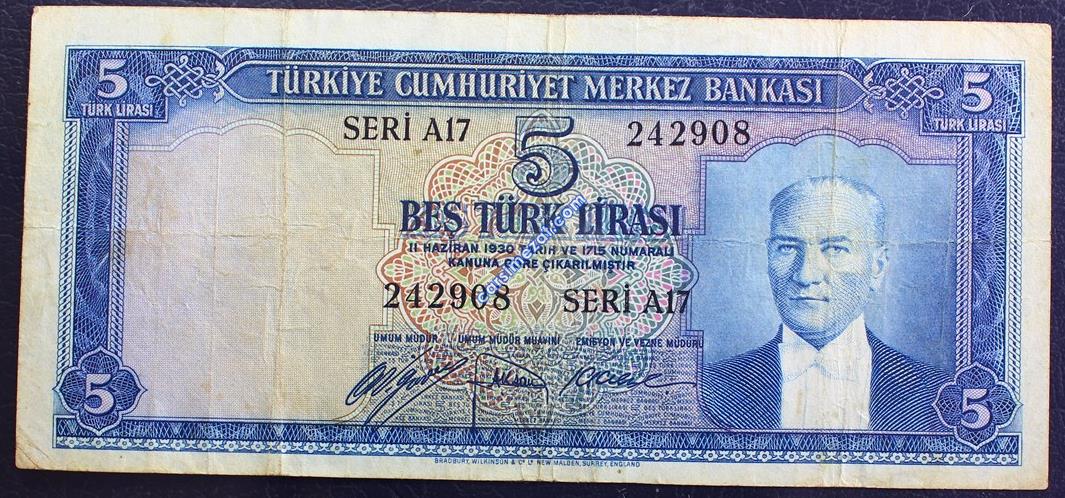 5 TÜRKİYE CUMHURİYET MERKEZ BANKASI 5
TÜRK LİRASI TÜRK LİRASI
SERİ A17 5 242908
BEŞ TÜRK LİRASI
11 HAZİRAN 1930 TARİH VE 1715 NUMARALI
KANUNA GÖRE ÇIKARILMIŞTIR
242908 SERİ A17
UMUM MÜDÜR UMUM MÜDÜR MUAVİNİ EMİSYON VE VEZNE MÜDÜRÜ
5 5
BRADBURY, WILKINSON & Cº Lº NEW MALDEN, SURREY, ENGLAND